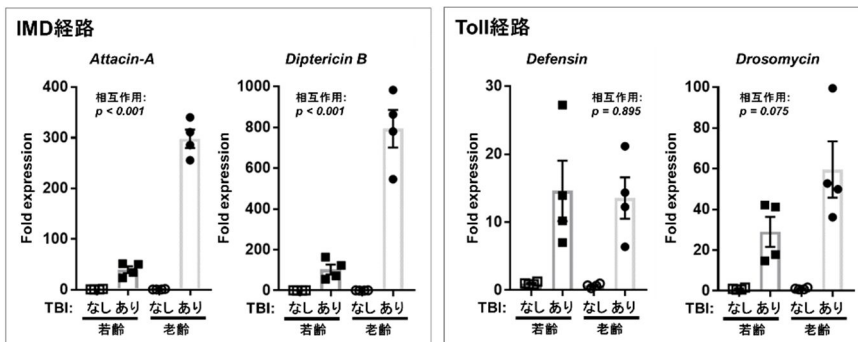 IMD経路
Attacin-A
相互作用:
p < 0.001
Fold expression
400
300
200
100
50
0
TBI: なし あり なし あり
若齢 老齢
Diptericin B
相互作用:
p < 0.001
Fold expression
1000
800
600
400
200
100
0
なし あり なし あり
若齢 老齢
Toll経路
Defensin
相互作用:
p = 0.895
Fold expression
30
20
10
0
TBI: なし あり なし あり
若齢 老齢
Drosomycin
相互作用:
p = 0.075
Fold expression
100
80
60
40
20
0
なし あり なし あり
若齢 老齢